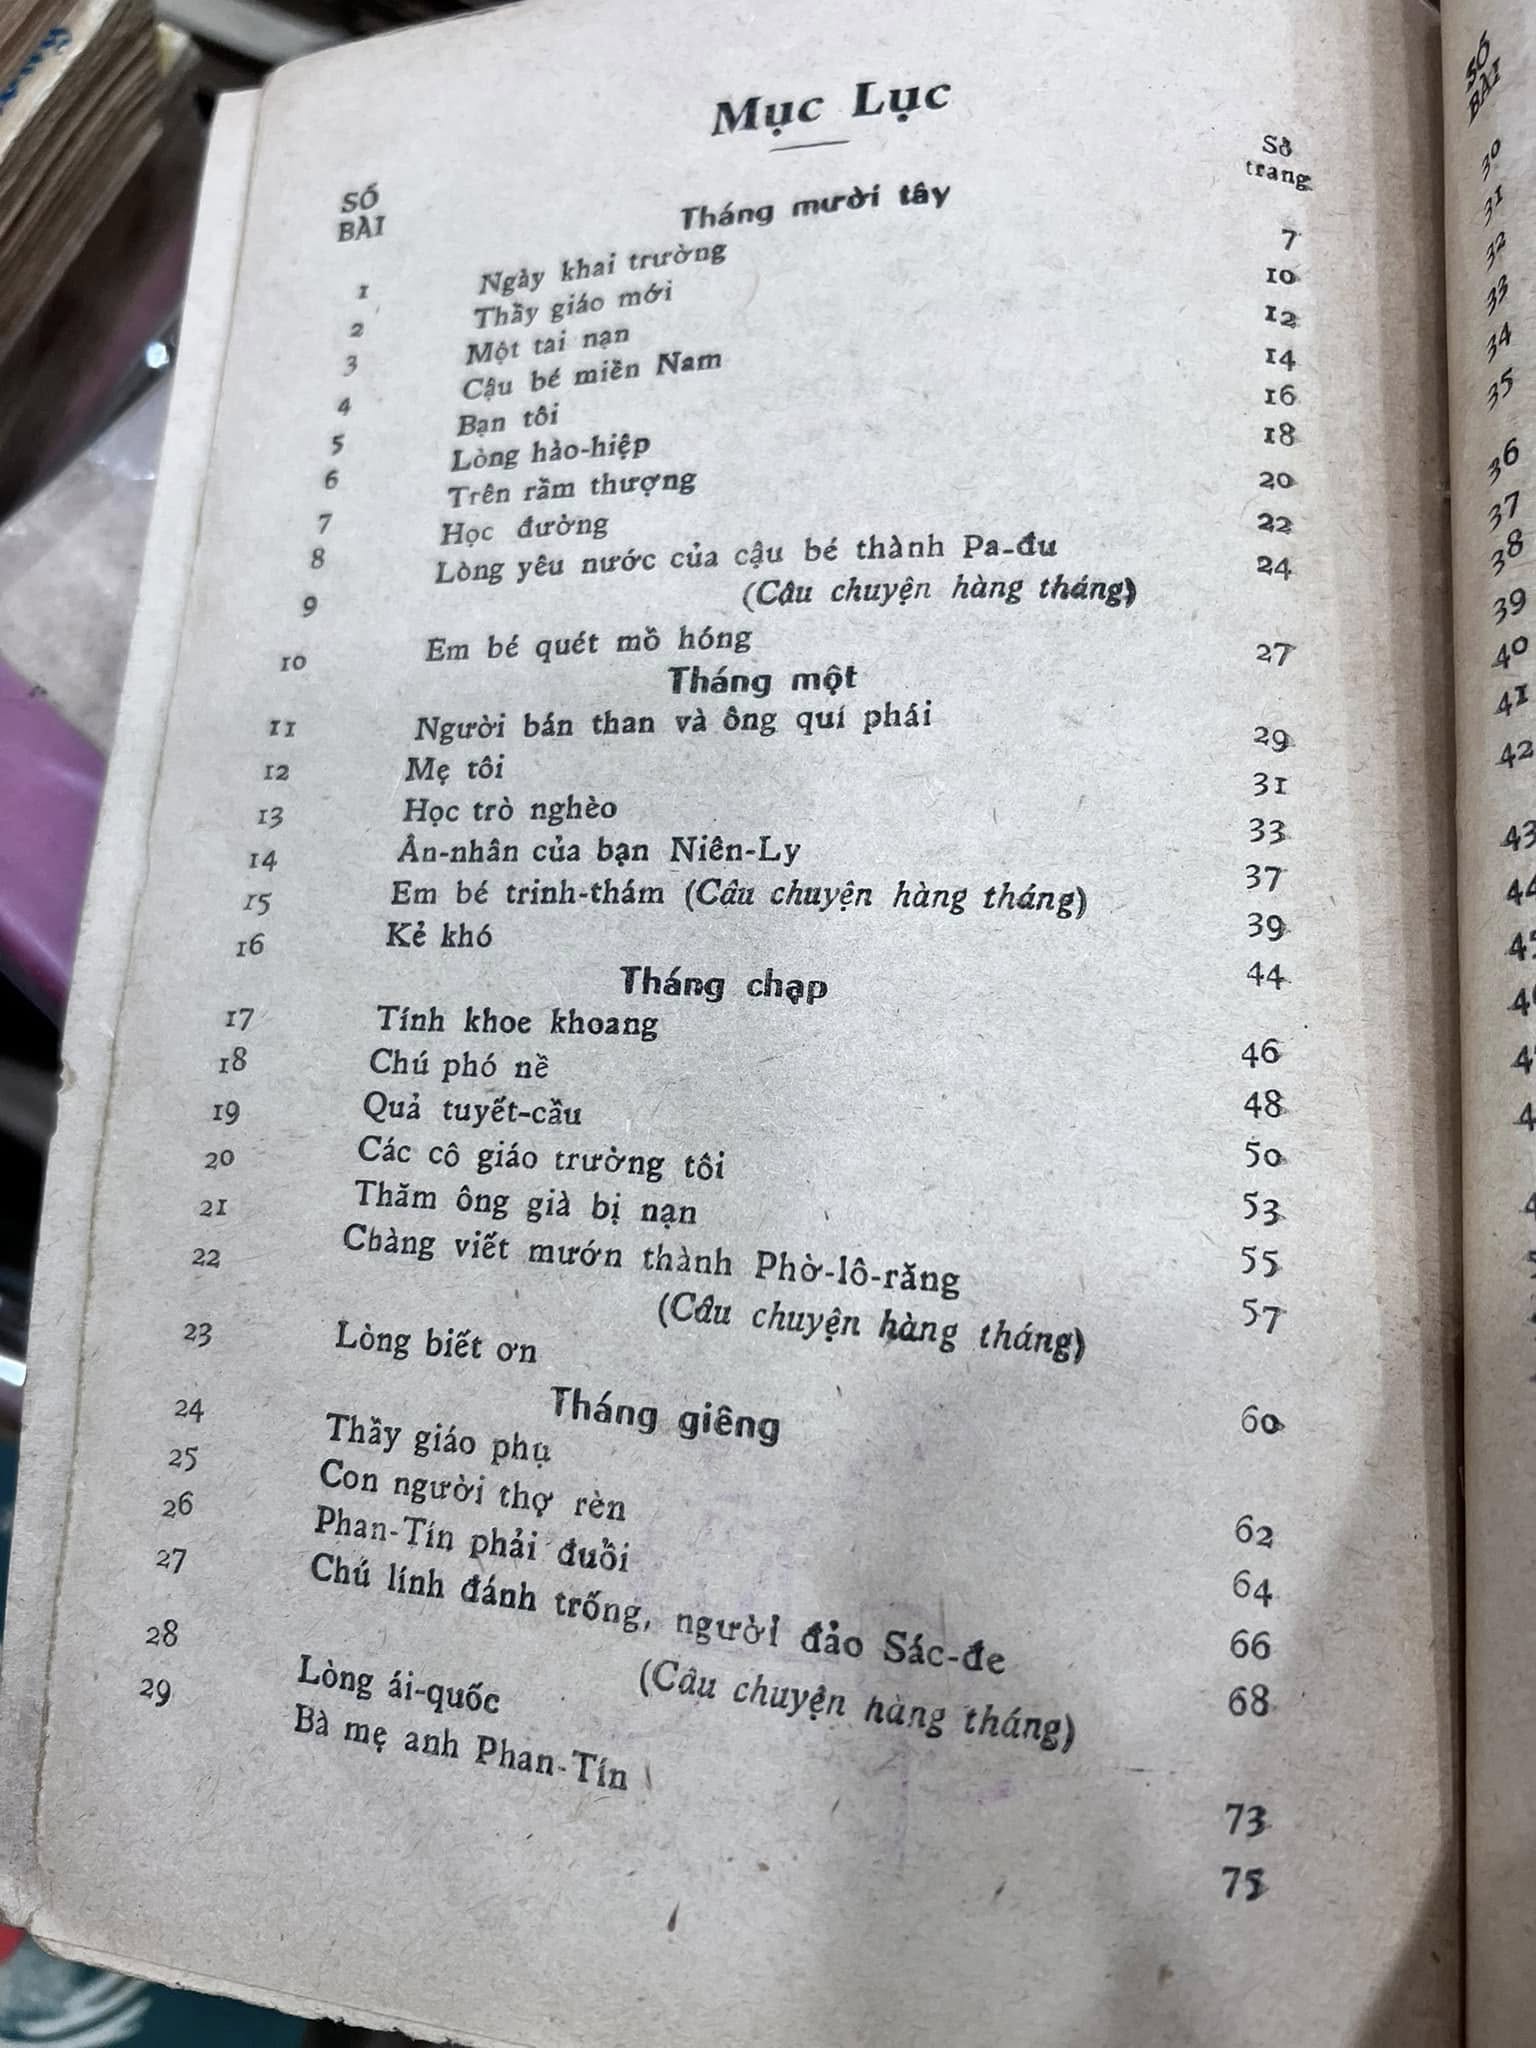 Mục Lục
SỐ BÀI
Số trang
Tháng mười tây
1 Ngày khai trường 7
2 Thầy giáo mới 10
3 Một tai nạn 12
4 Cậu bé miền Nam 14
5 Bạn tôi 16
6 Lòng hào-hiệp 18
7 Trên rầm thượng 20
8 Học đường 22
9 Lòng yêu nước của cậu bé thành Pa-đu 24
(Câu chuyện hàng tháng)
10 Em bé quét mồ hóng 27
Tháng một
11 Người bán than và ông quí phái 29
12 Mẹ tôi 31
13 Học trò nghèo 33
14 Ân-nhân của bạn Niên-Ly 37
15 Em bé trinh-thám (Câu chuyện hàng tháng) 39
16 Kẻ khó 44
Tháng chạp
17 Tính khoe khoang 46
18 Chú phó nề 48
19 Quả tuyết-cầu 50
20 Các cô giáo trường tôi 53
21 Thăm ông già bị nạn 55
22 Chàng viết mướn thành Phờ-lô-răng 57
(Câu chuyện hàng tháng)
23 Lòng biết ơn 60
Tháng giêng
24 Thầy giáo phụ 62
25 Con người thợ rèn 64
26 Phan-Tín phải đuổi 66
27 Chú lính đánh trống, người đảo Sác-đe 68
(Câu chuyện hàng tháng)
28 Lòng ái-quốc 73
29 Bà mẹ anh Phan-Tín 75
SỐ BÀI
30
31
32
33
34
35
36
37
38
39
40
41
42
43
44